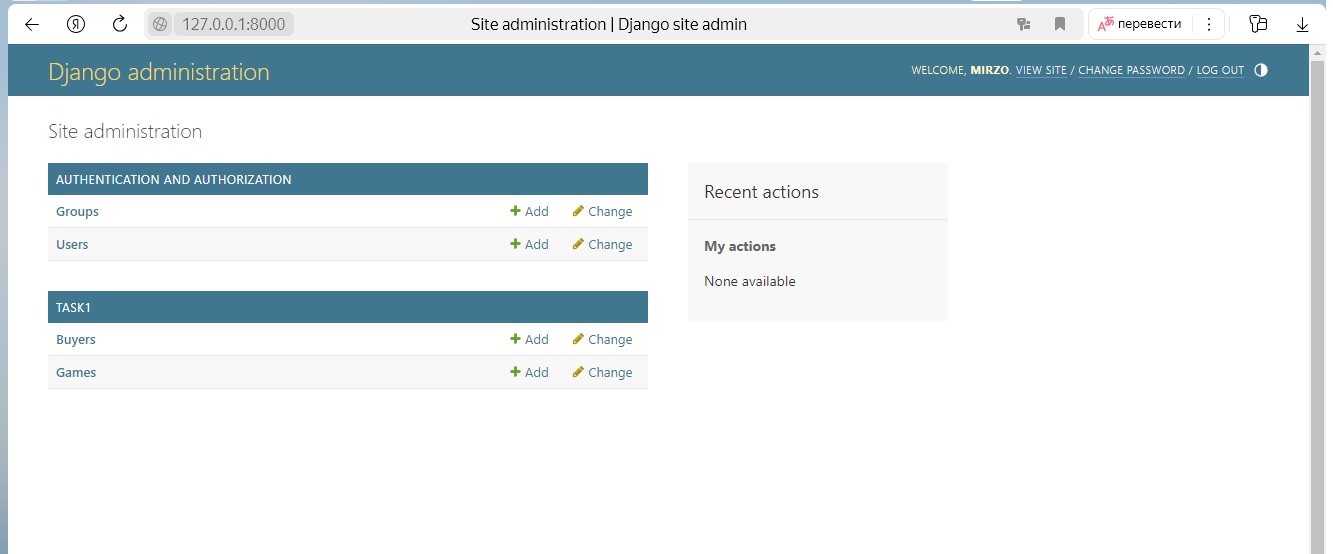 Я 127.0.0.1:8000 Site administration | Django site admin перевести
Django administration
WELCOME, MIRZO. VIEW SITE / CHANGE PASSWORD / LOG OUT
Site administration
AUTHENTICATION AND AUTHORIZATION
Groups Add Change
Users Add Change
TASK1
Buyers Add Change
Games Add Change
Recent actions
My actions
None available